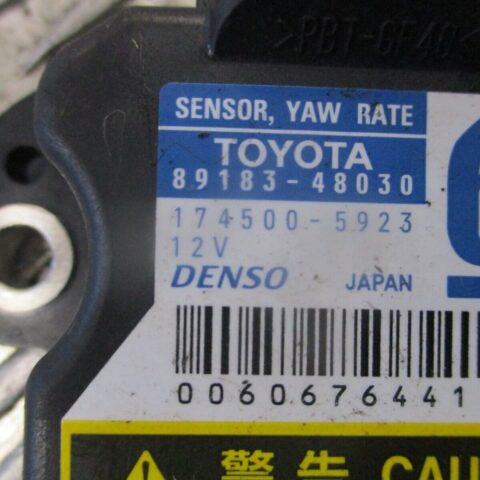 >PBT-GF40<
SENSOR, YAW RATE
TOYOTA
89183-48030
174500-5923
12V
DENSO JAPAN
0060676441
警告 CAU